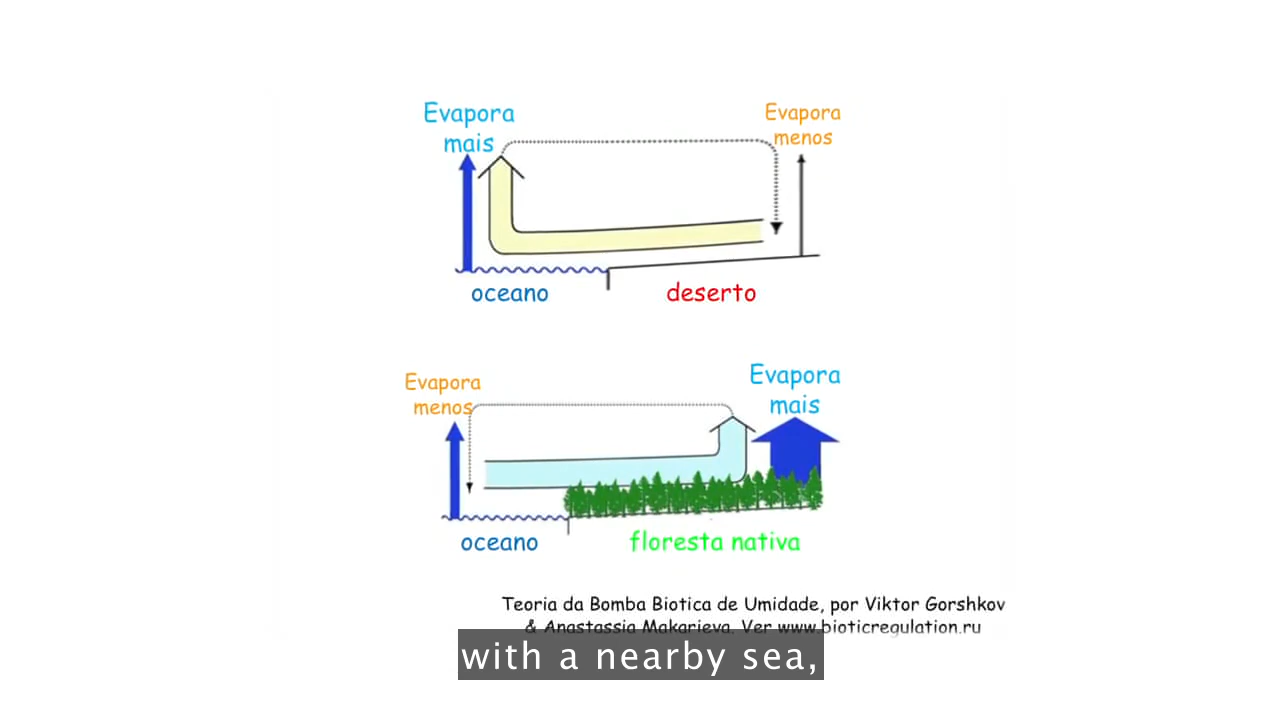 Evapora
mais
Evapora
menos
oceano
deserto
Evapora
menos
Evapora
mais
oceano
floresta nativa
Teoria da Bomba Biotica de Umidade, por Viktor Gorshkov
& Anastassia Makarieva. Ver www.bioticregulation.ru
with a nearby sea,